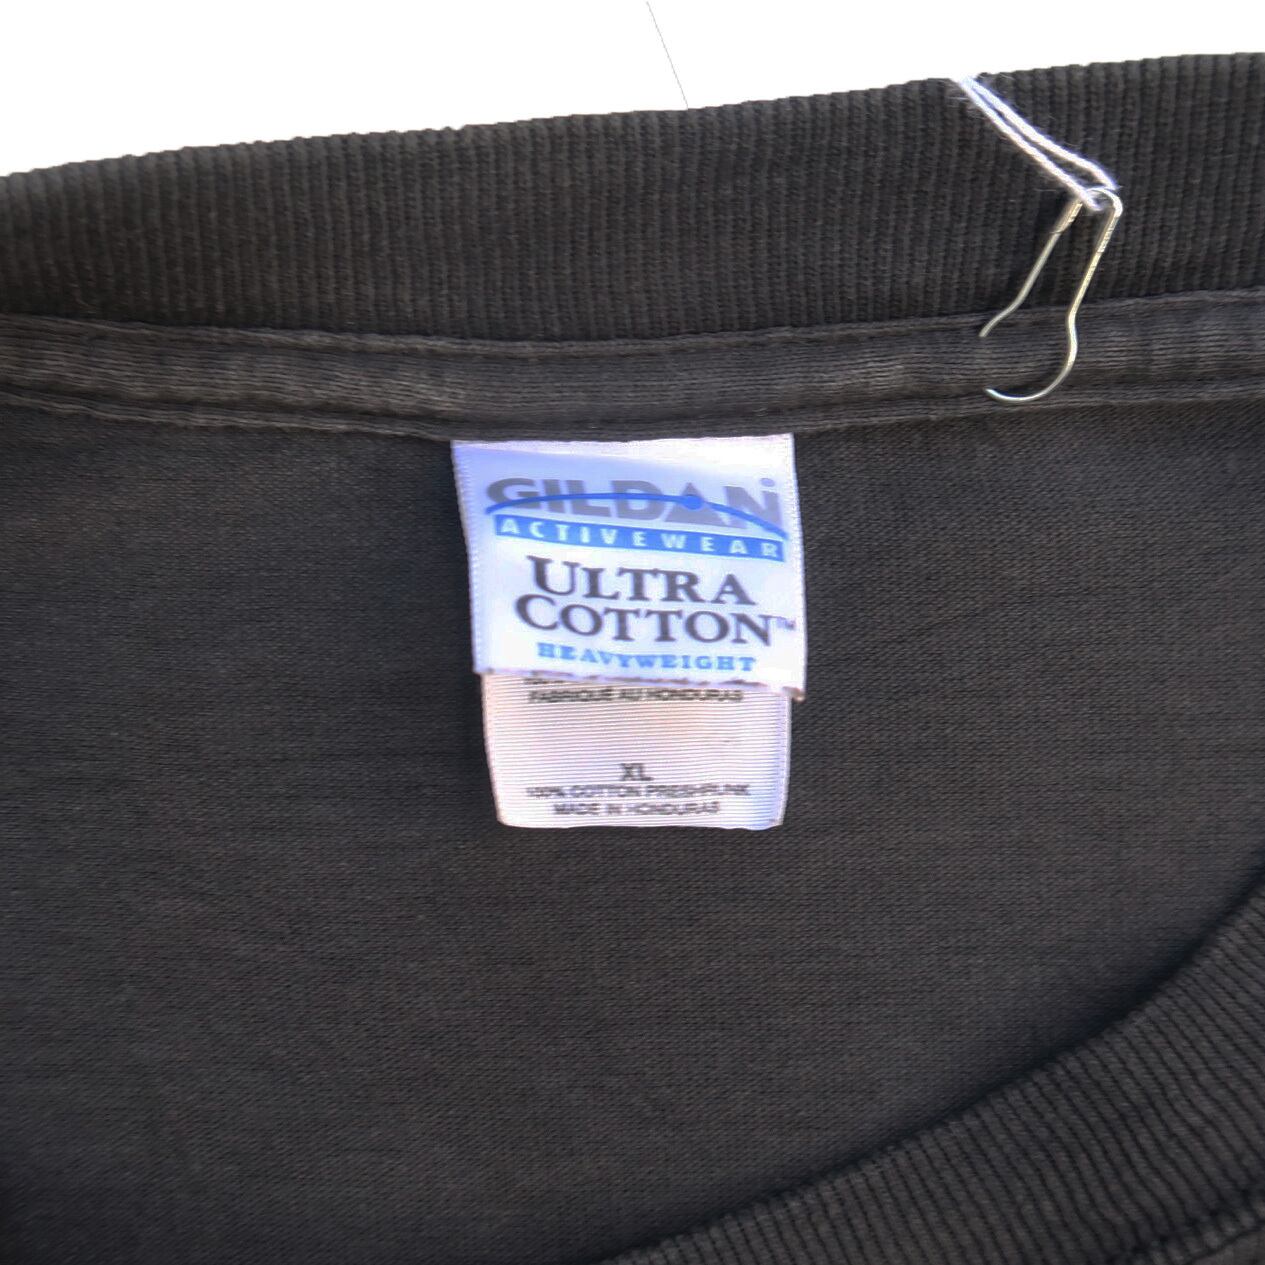 GILDAN
ACTIVEWEAR
ULTRA
COTTON™
HEAVYWEIGHT
FABRIQUÉ AU HONDURAS
XL
100% COTTON PRESHRUNK
MADE IN HONDURAS